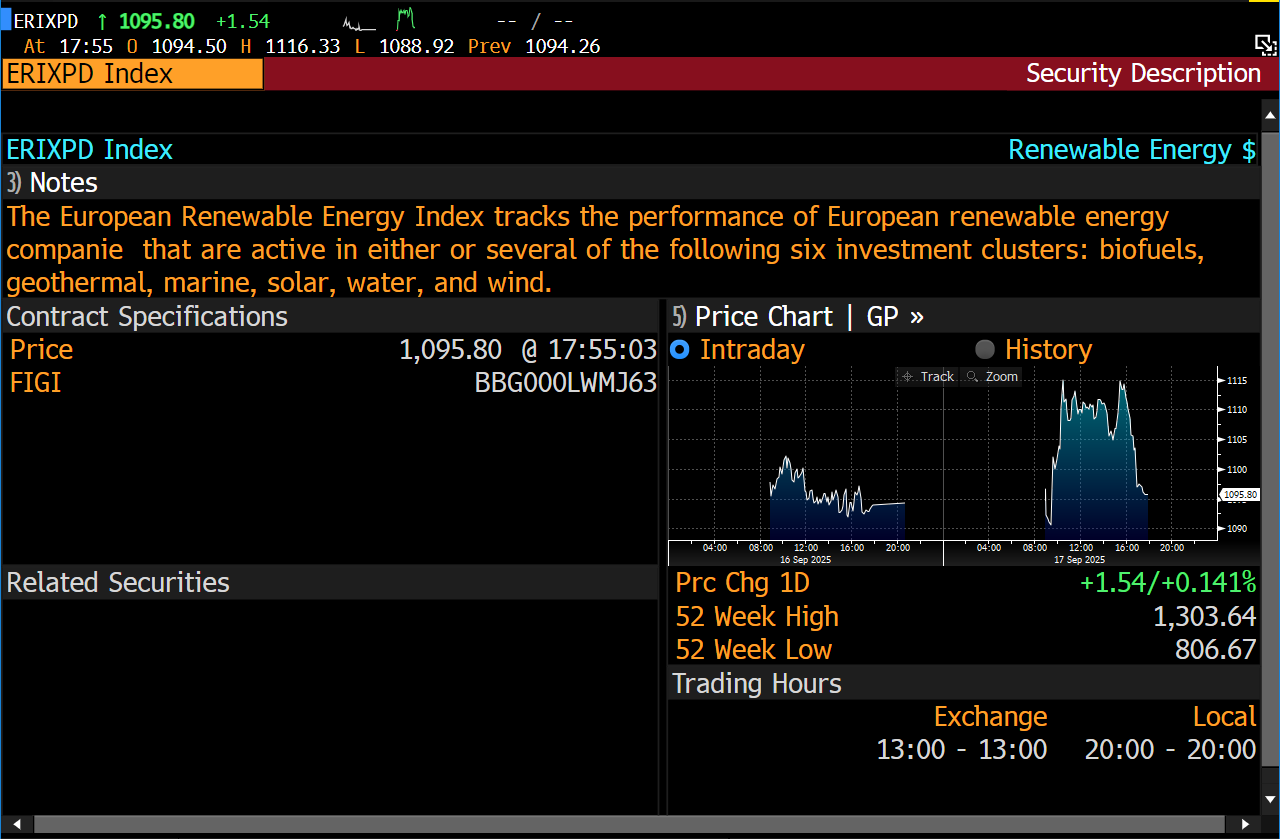 ERIXPD ↑ 1095.80 +1.54 -- / --
At 17:55 O 1094.50 H 1116.33 L 1088.92 Prev 1094.26
ERIXPD Index Security Description
ERIXPD Index Renewable Energy $
3) Notes
The European Renewable Energy Index tracks the performance of European renewable energy
companie  that are active in either or several of the following six investment clusters: biofuels,
geothermal, marine, solar, water, and wind.
Contract Specifications
Price 1,095.80 @ 17:55:03
FIGI BBG000LWMJ63
5) Price Chart | GP »
Intraday History
Track Zoom
1115
1110
1105
1100
1095.80
1090
04:00 08:00 12:00 16:00 20:00 04:00 08:00 12:00 16:00 20:00
16 Sep 2025 17 Sep 2025
Related Securities
Prc Chg 1D +1.54/+0.141%
52 Week High 1,303.64
52 Week Low 806.67
Trading Hours
Exchange Local
13:00 - 13:00 20:00 - 20:00